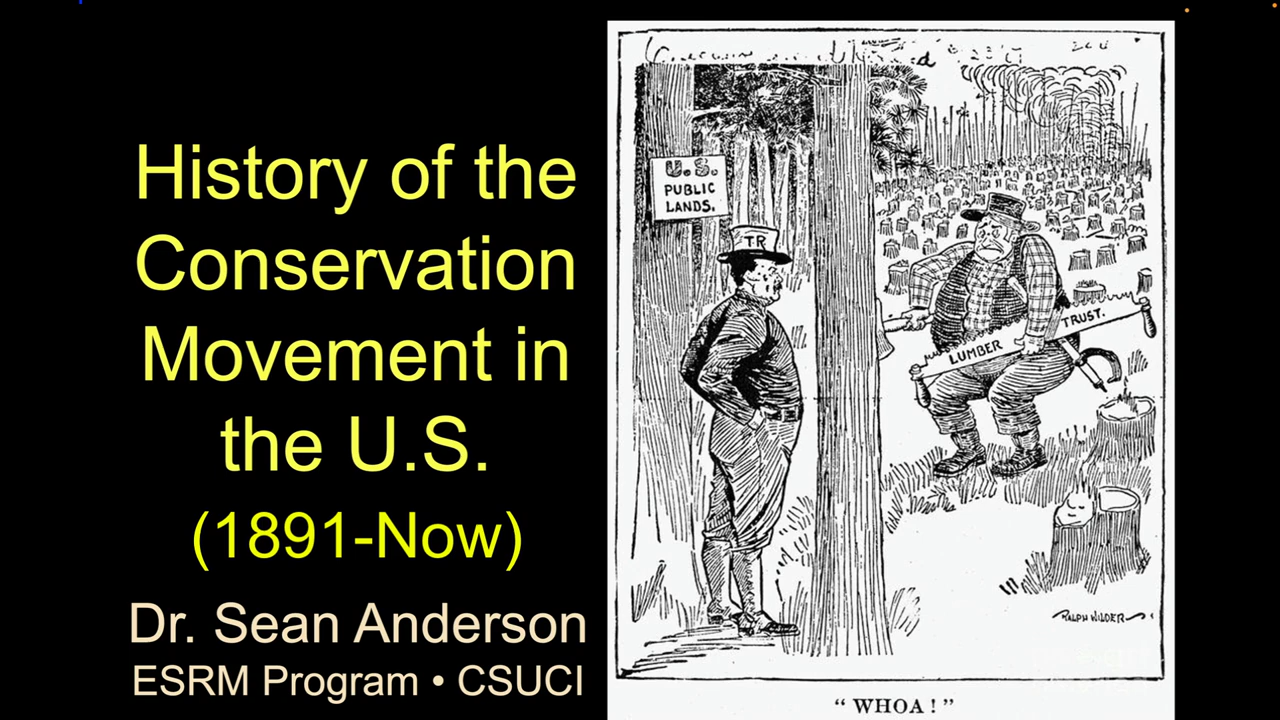 History of the
Conservation
Movement in
the U.S.
(1891-Now)
Dr. Sean Anderson
ESRM Program • CSUCI
U.S.
PUBLIC
LANDS.
TR
LUMBER TRUST.
RALPH WILDER
“ WHOA ! ”